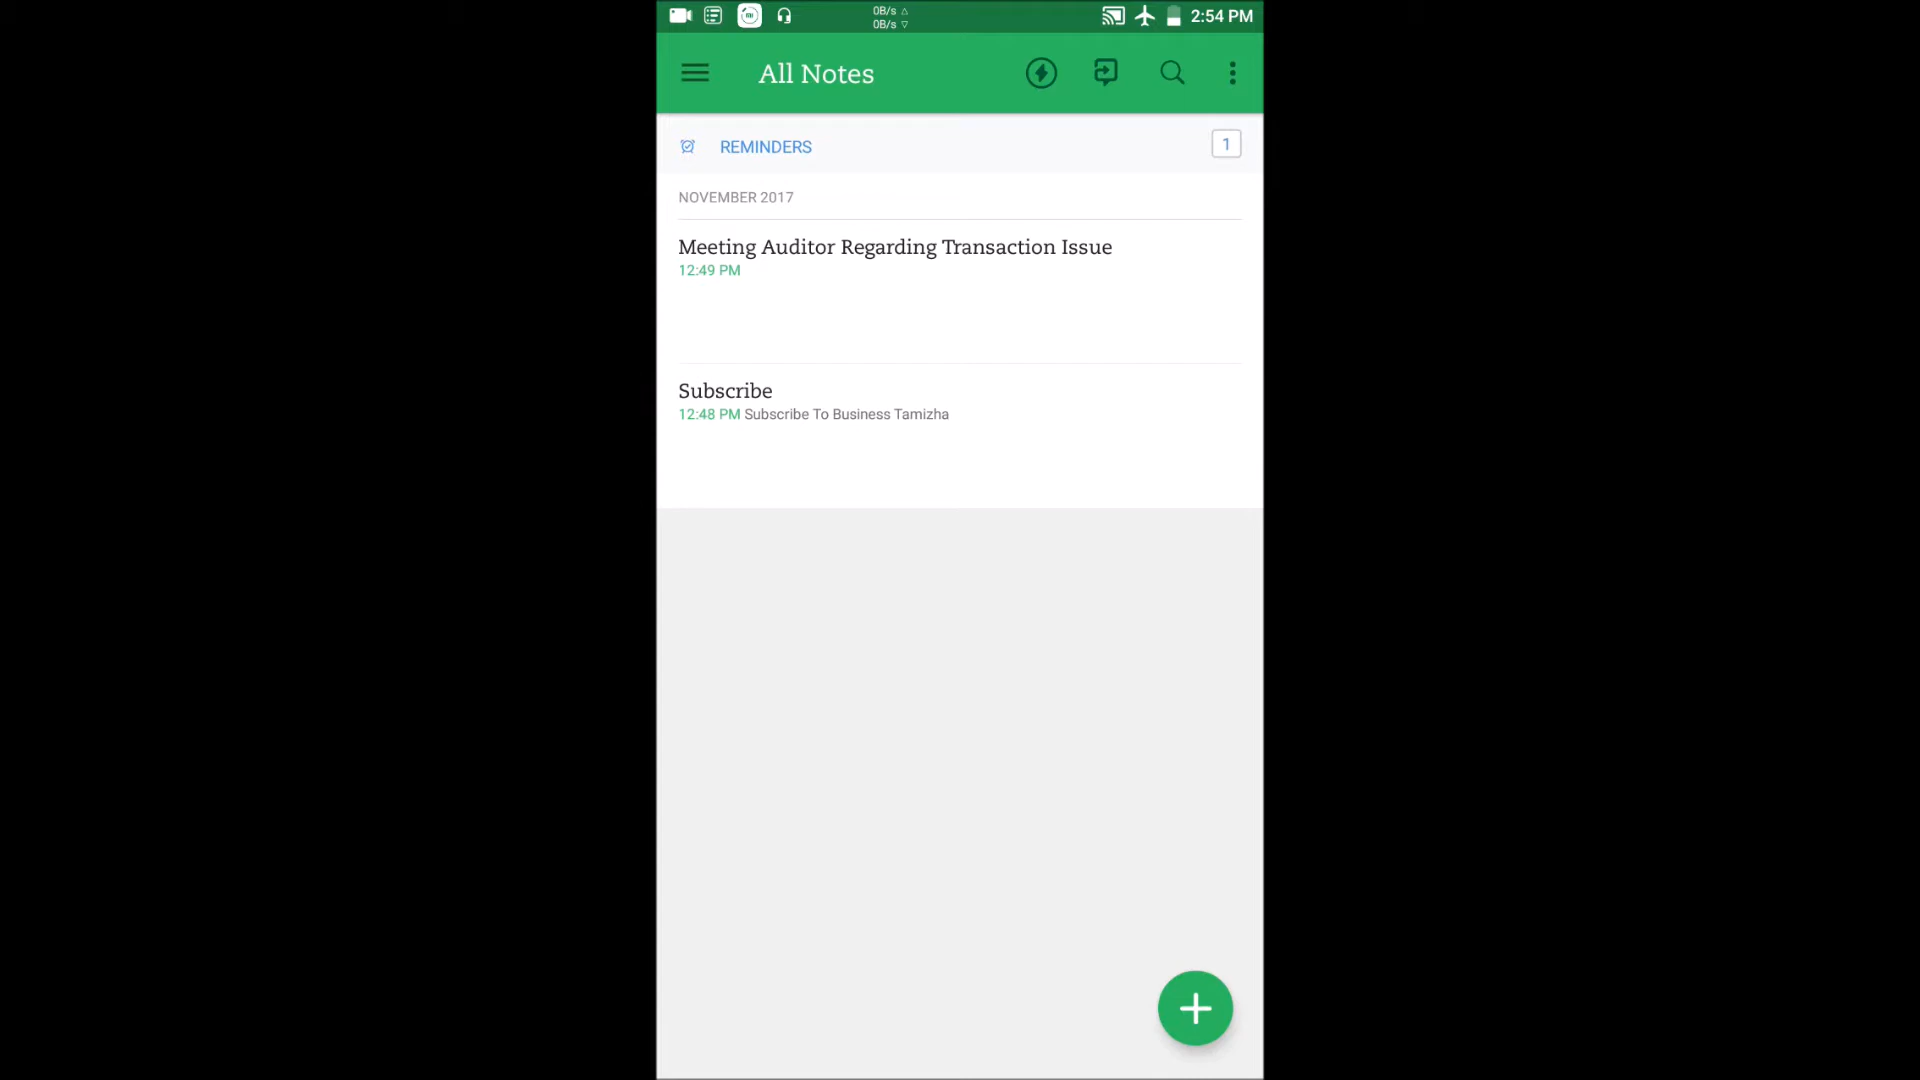 0B/s
0B/s
2:54 PM
All Notes
REMINDERS
1
NOVEMBER 2017
Meeting Auditor Regarding Transaction Issue
12:49 PM
Subscribe
12:48 PM Subscribe To Business Tamizha